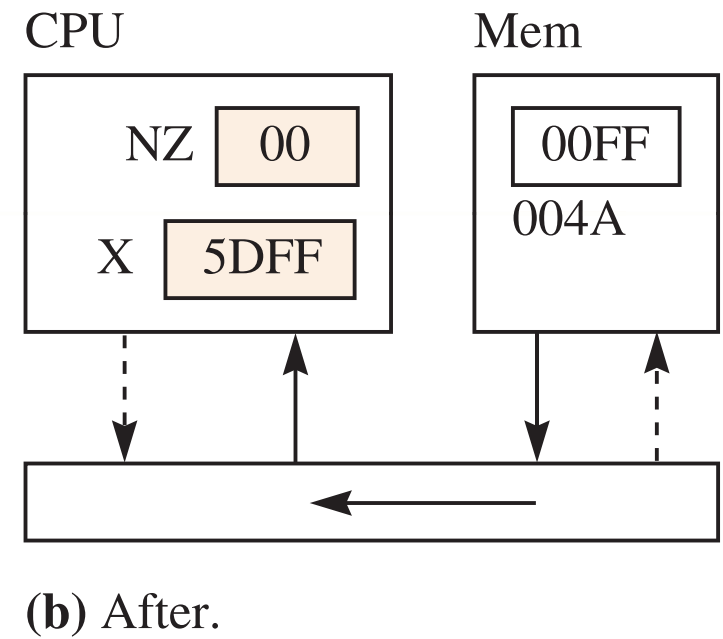 CPU
Mem
NZ 00
00FF
004A
X 5DFF
(b) After.